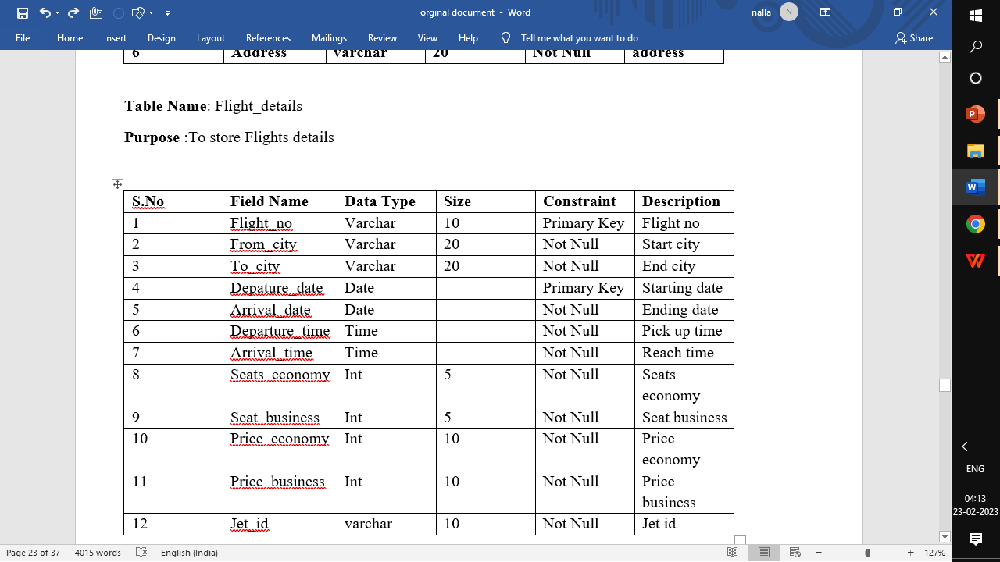 orginal document - Word
nalla
N
File Home Insert Design Layout References Mailings Review View Help Tell me what you want to do Share
6 Address varchar 20 Not Null address
Table Name: Flight_details
Purpose :To store Flights details
S.No Field Name Data Type Size Constraint Description
1 Flight_no Varchar 10 Primary Key Flight no
2 From_city Varchar 20 Not Null Start city
3 To_city Varchar 20 Not Null End city
4 Depature_date Date Primary Key Starting date
5 Arrival_date Date Not Null Ending date
6 Departure_time Time Not Null Pick up time
7 Arrival_time Time Not Null Reach time
8 Seats_economy Int 5 Not Null Seats
economy
9 Seat_business Int 5 Not Null Seat business
10 Price_economy Int 10 Not Null Price
economy
11 Price_business Int 10 Not Null Price
business
12 Jet_id varchar 10 Not Null Jet id
ENG
04:13
23-02-2023
Page 23 of 37 4015 words English (India) 127%